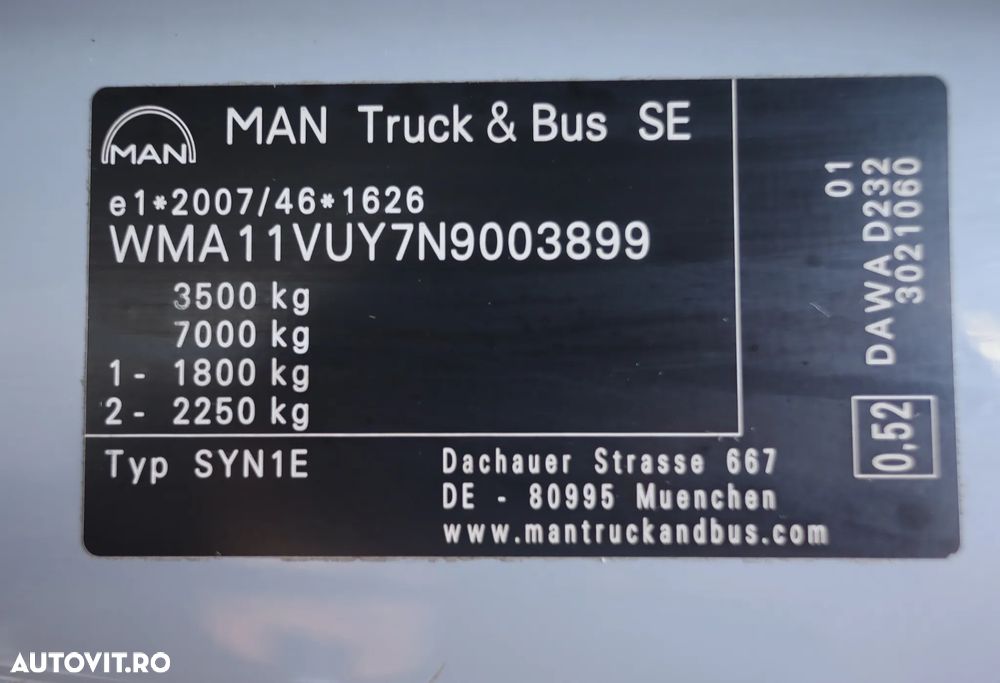 MAN
MAN Truck & Bus SE
e1*2007/46*1626
WMA11VUY7N9003899
3500 kg
7000 kg
1- 1800 kg
2- 2250 kg
Typ SYN1E
Dachauer Strasse 667
DE - 80995 Muenchen
www.mantruckandbus.com
01
DAWA D232
3021060
0,52
AUTOVIT.RO